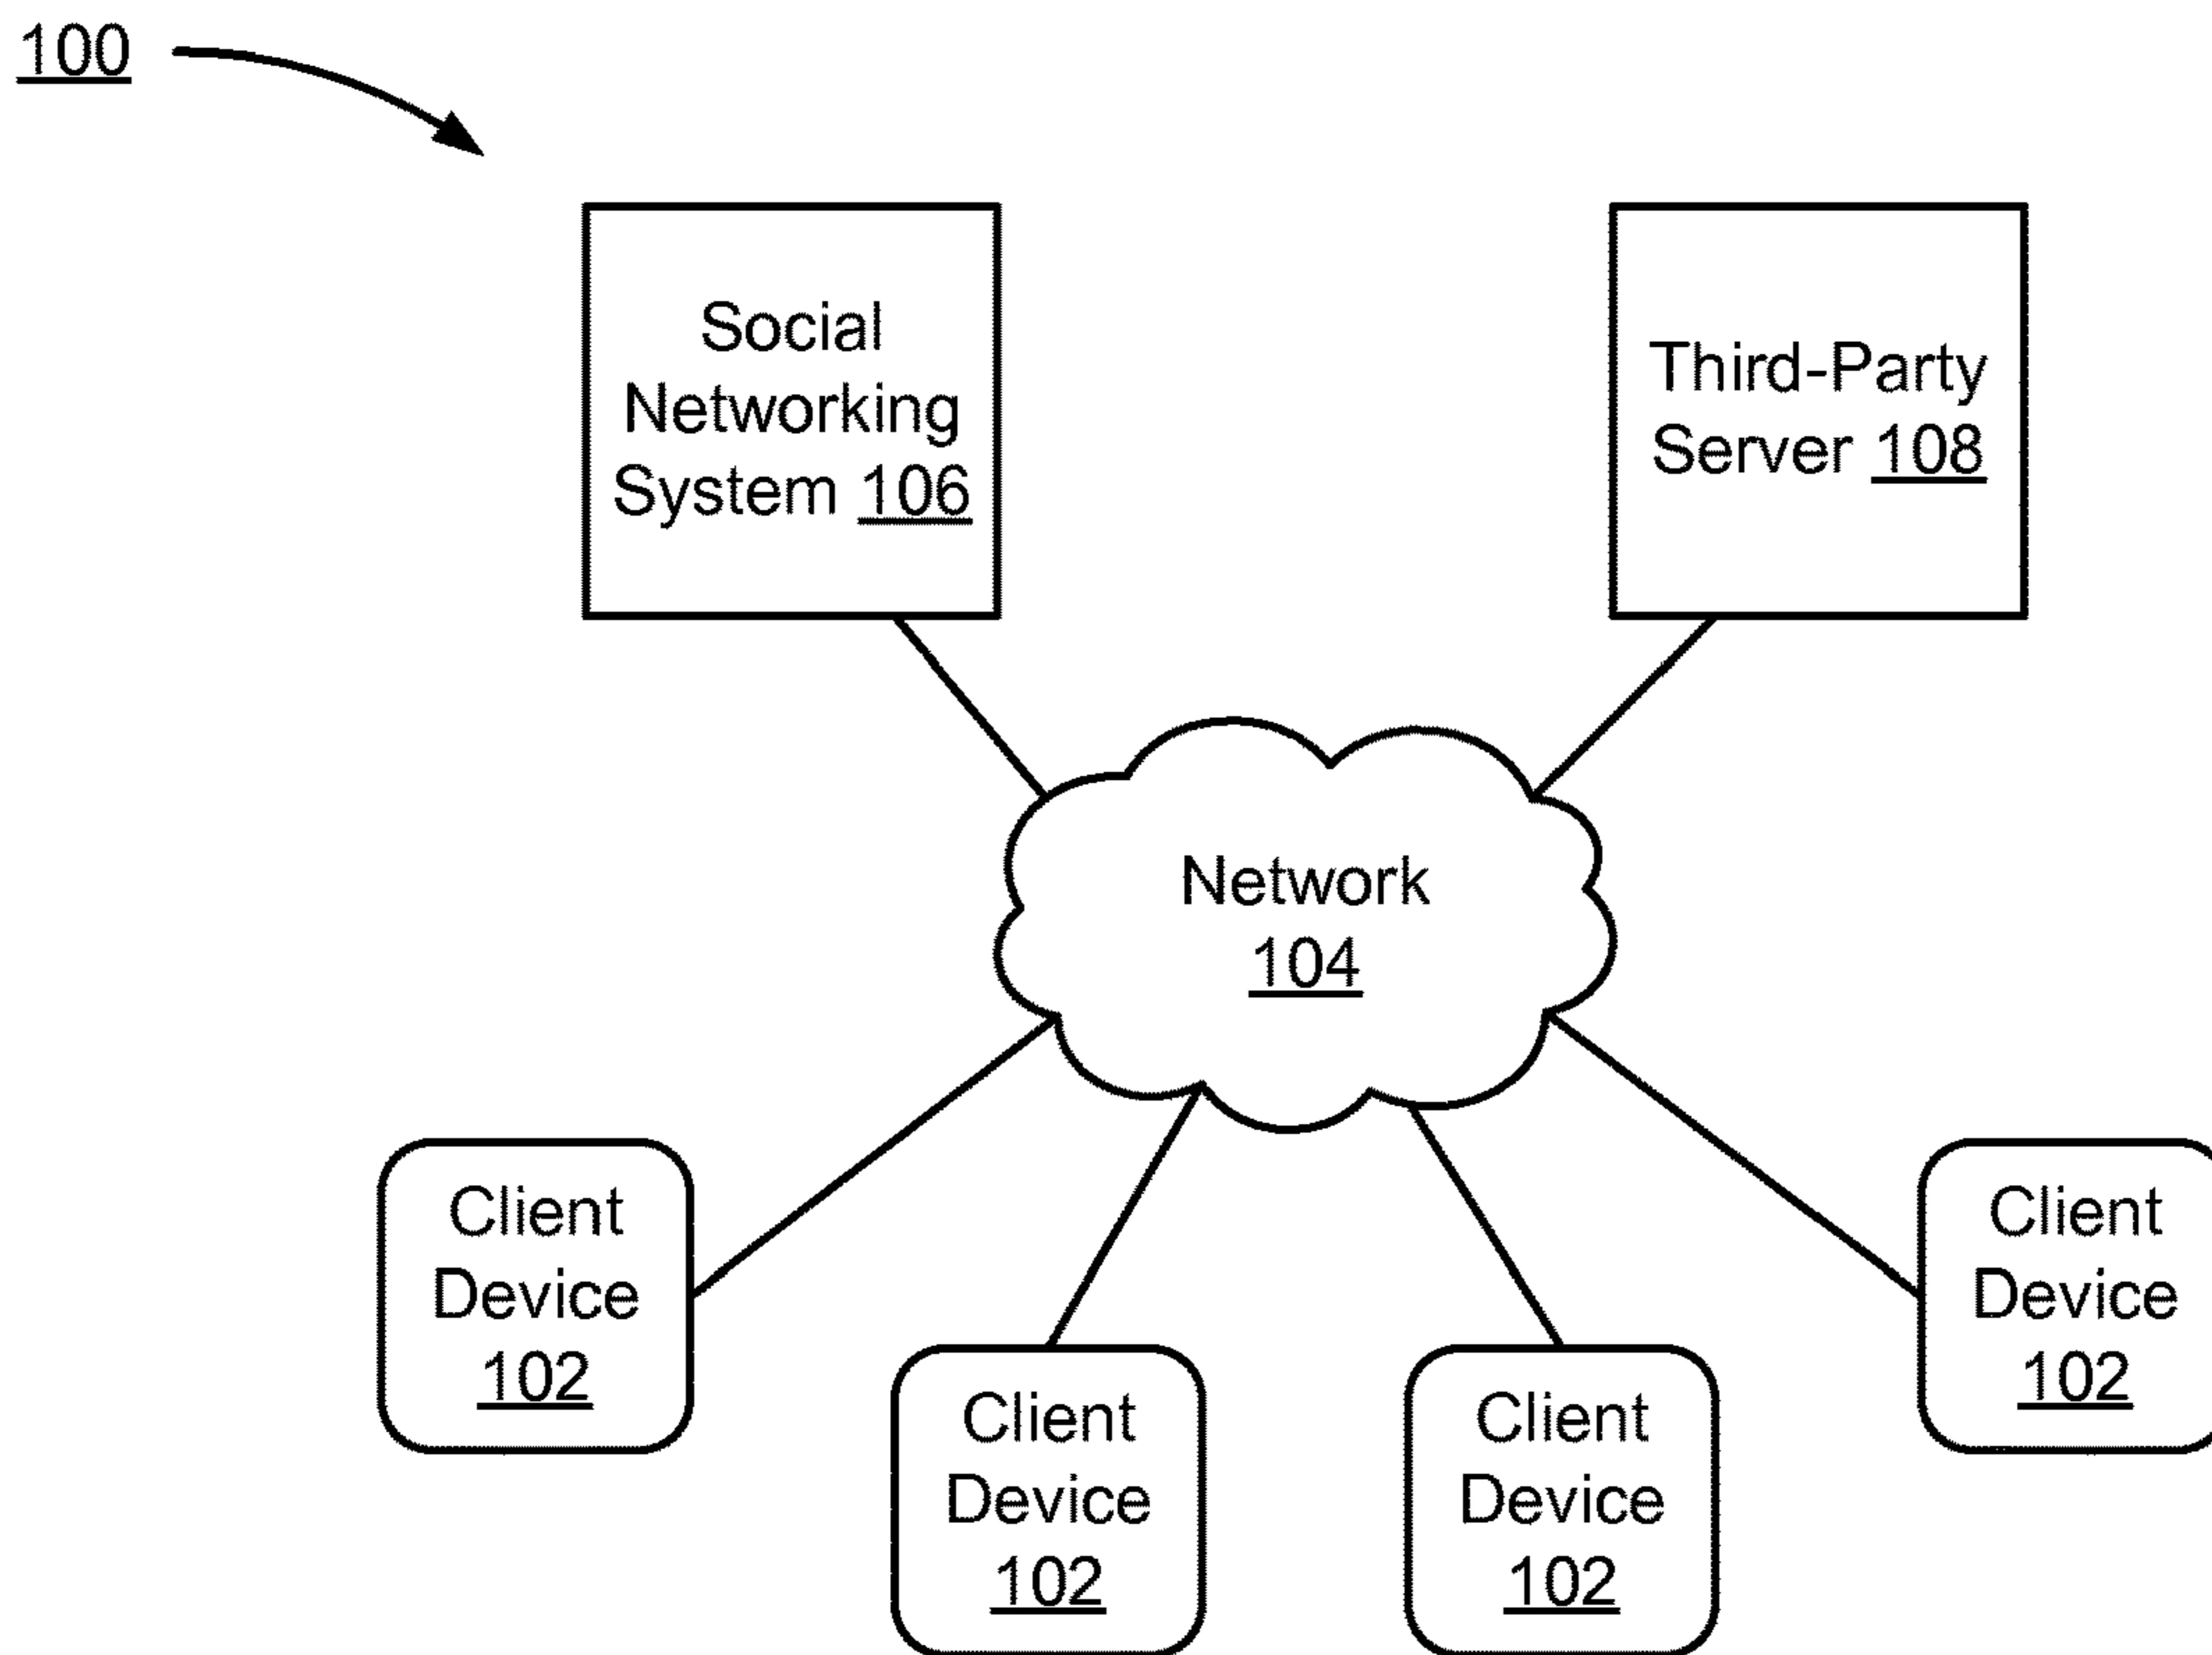 100
Social
Networking
System 106
Third-Party
Server 108
Network
104
Client
Device
102
Client
Device
102
Client
Device
102
Client
Device
102